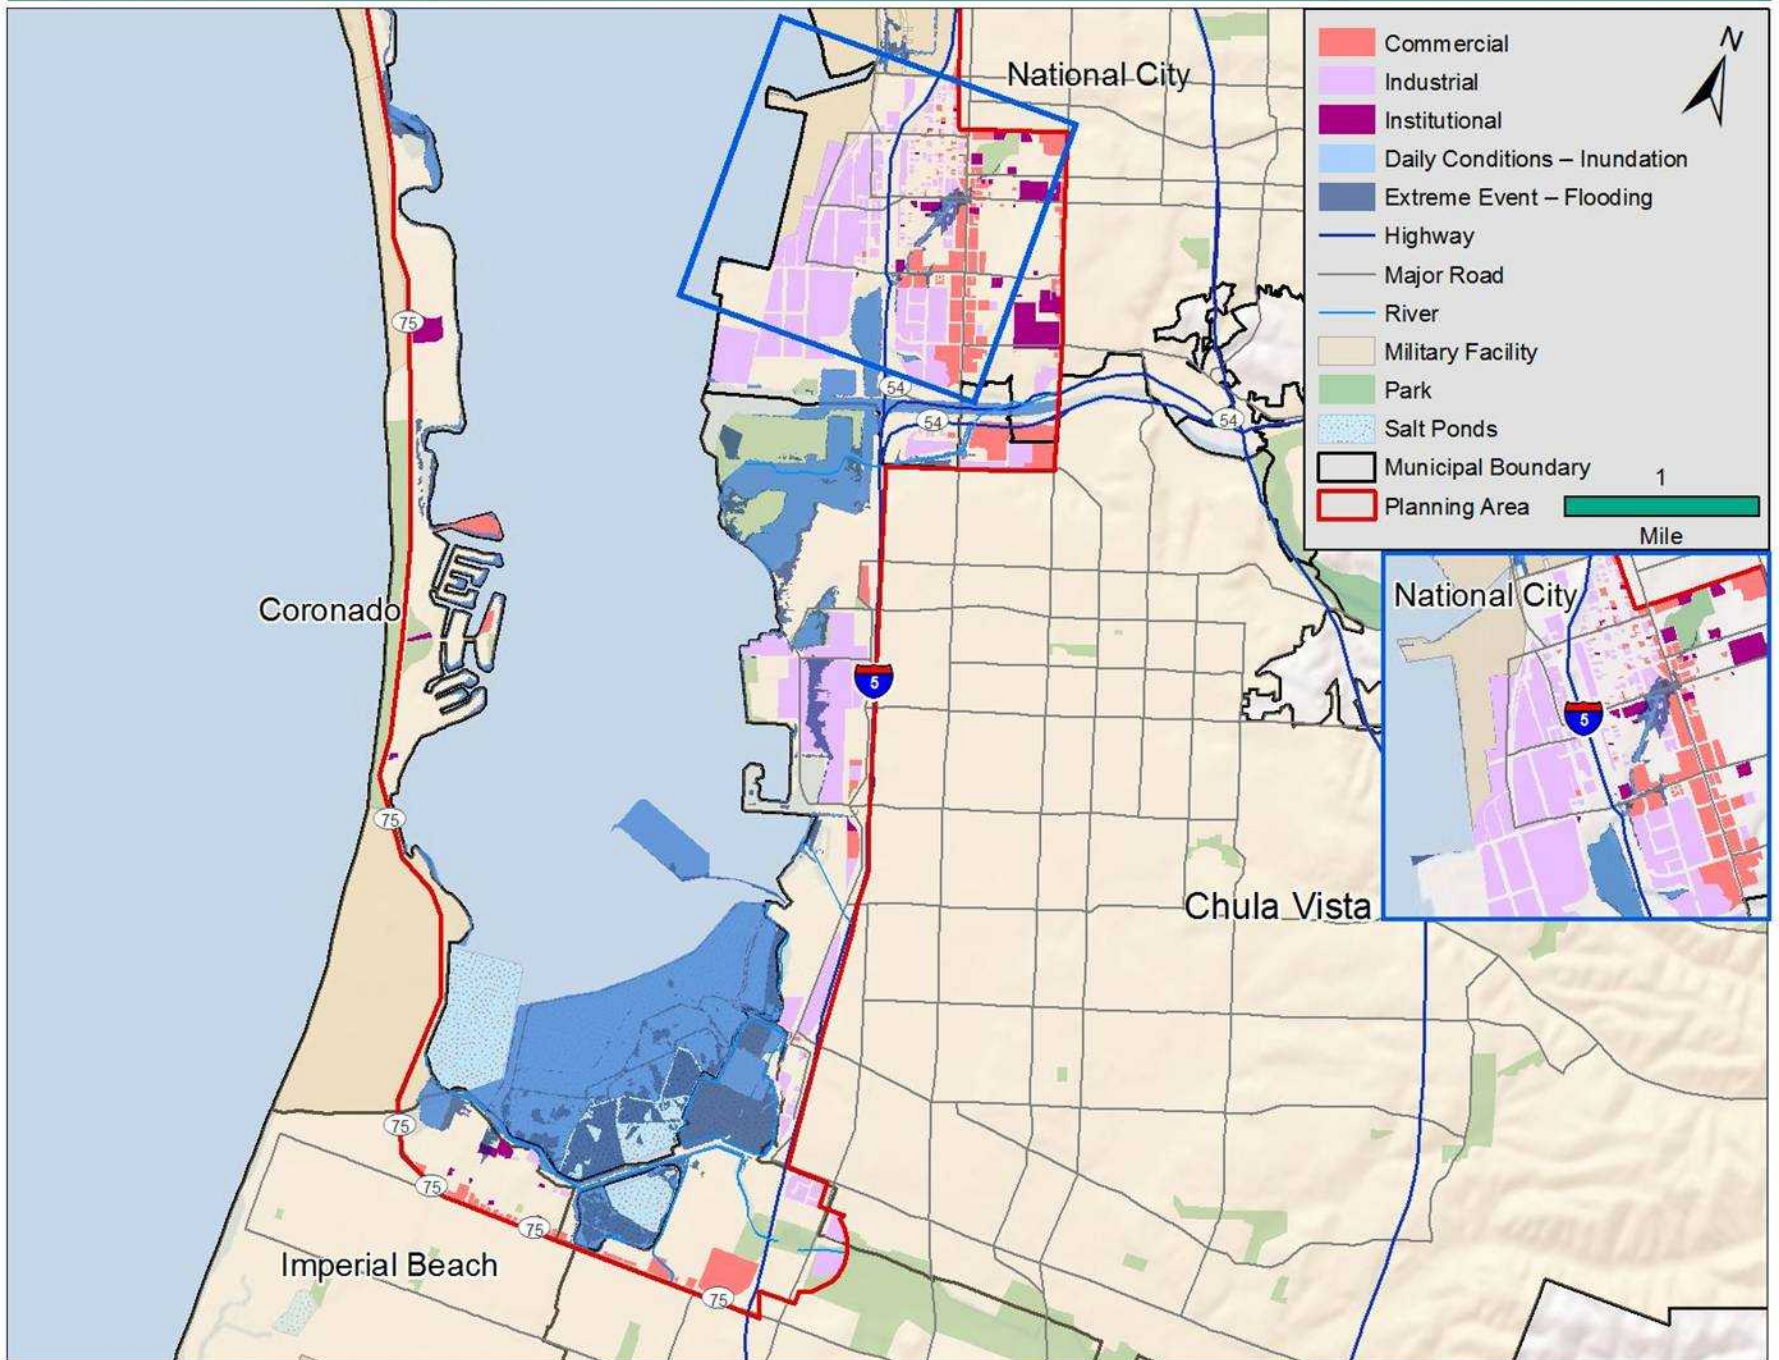 National City
N
Commercial
Industrial
Institutional
Daily Conditions – Inundation
Extreme Event – Flooding
Highway
Major Road
River
Military Facility
Park
Salt Ponds
Municipal Boundary
Planning Area
1
Mile
75
54
54
54
National City
5
Coronado
5
75
Chula Vista
75
75
75
75
Imperial Beach